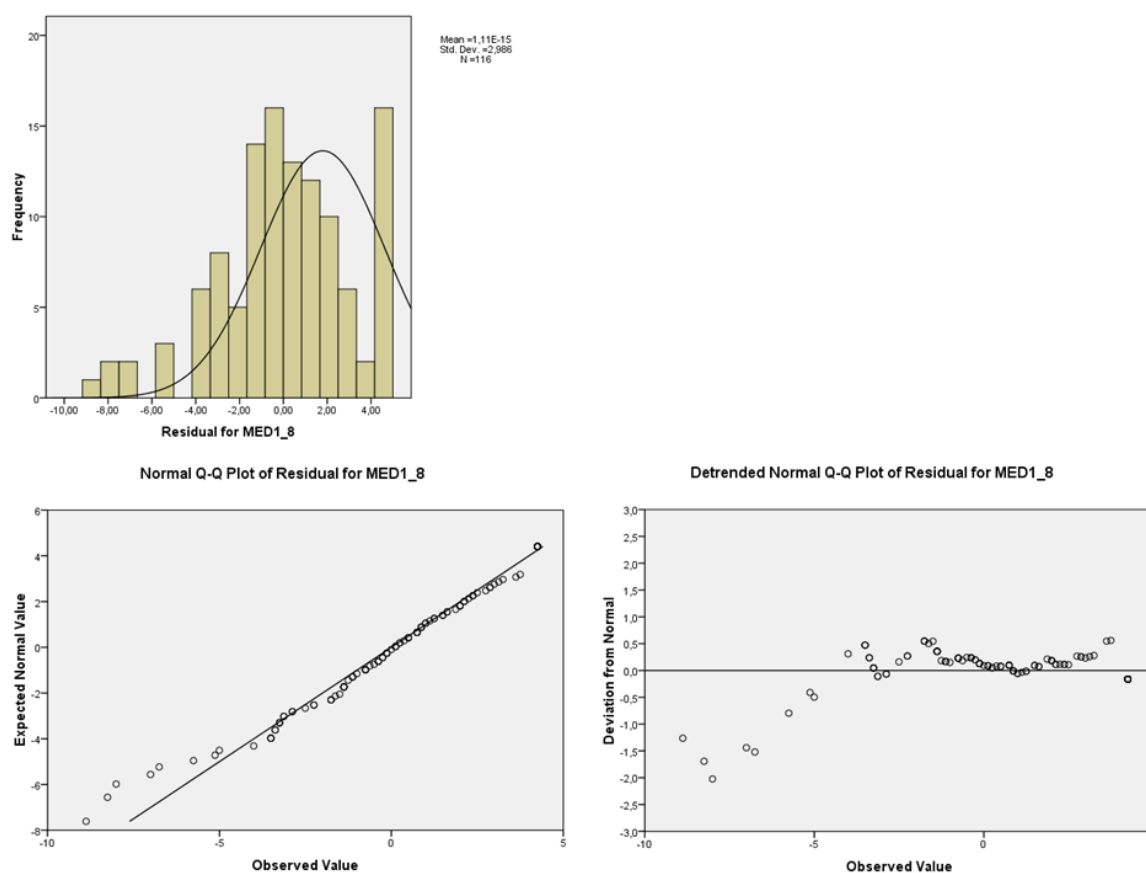 Mean =1,11E-15
Std. Dev. =2,986
N =116
20
15
10
5
0
Frequency
-10,00 -8,00 -6,00 -4,00 -2,00 0,00 2,00 4,00
Residual for MED1_8
Normal Q-Q Plot of Residual for MED1_8
6
4
2
0
-2
-4
-6
-8
Expected Normal Value
-10 -5 0 5
Observed Value
Detrended Normal Q-Q Plot of Residual for MED1_8
3,0
2,5
2,0
1,5
1,0
0,5
0,0
-0,5
-1,0
-1,5
-2,0
-2,5
-3,0
Deviation from Normal
-10 -5 0
Observed Value